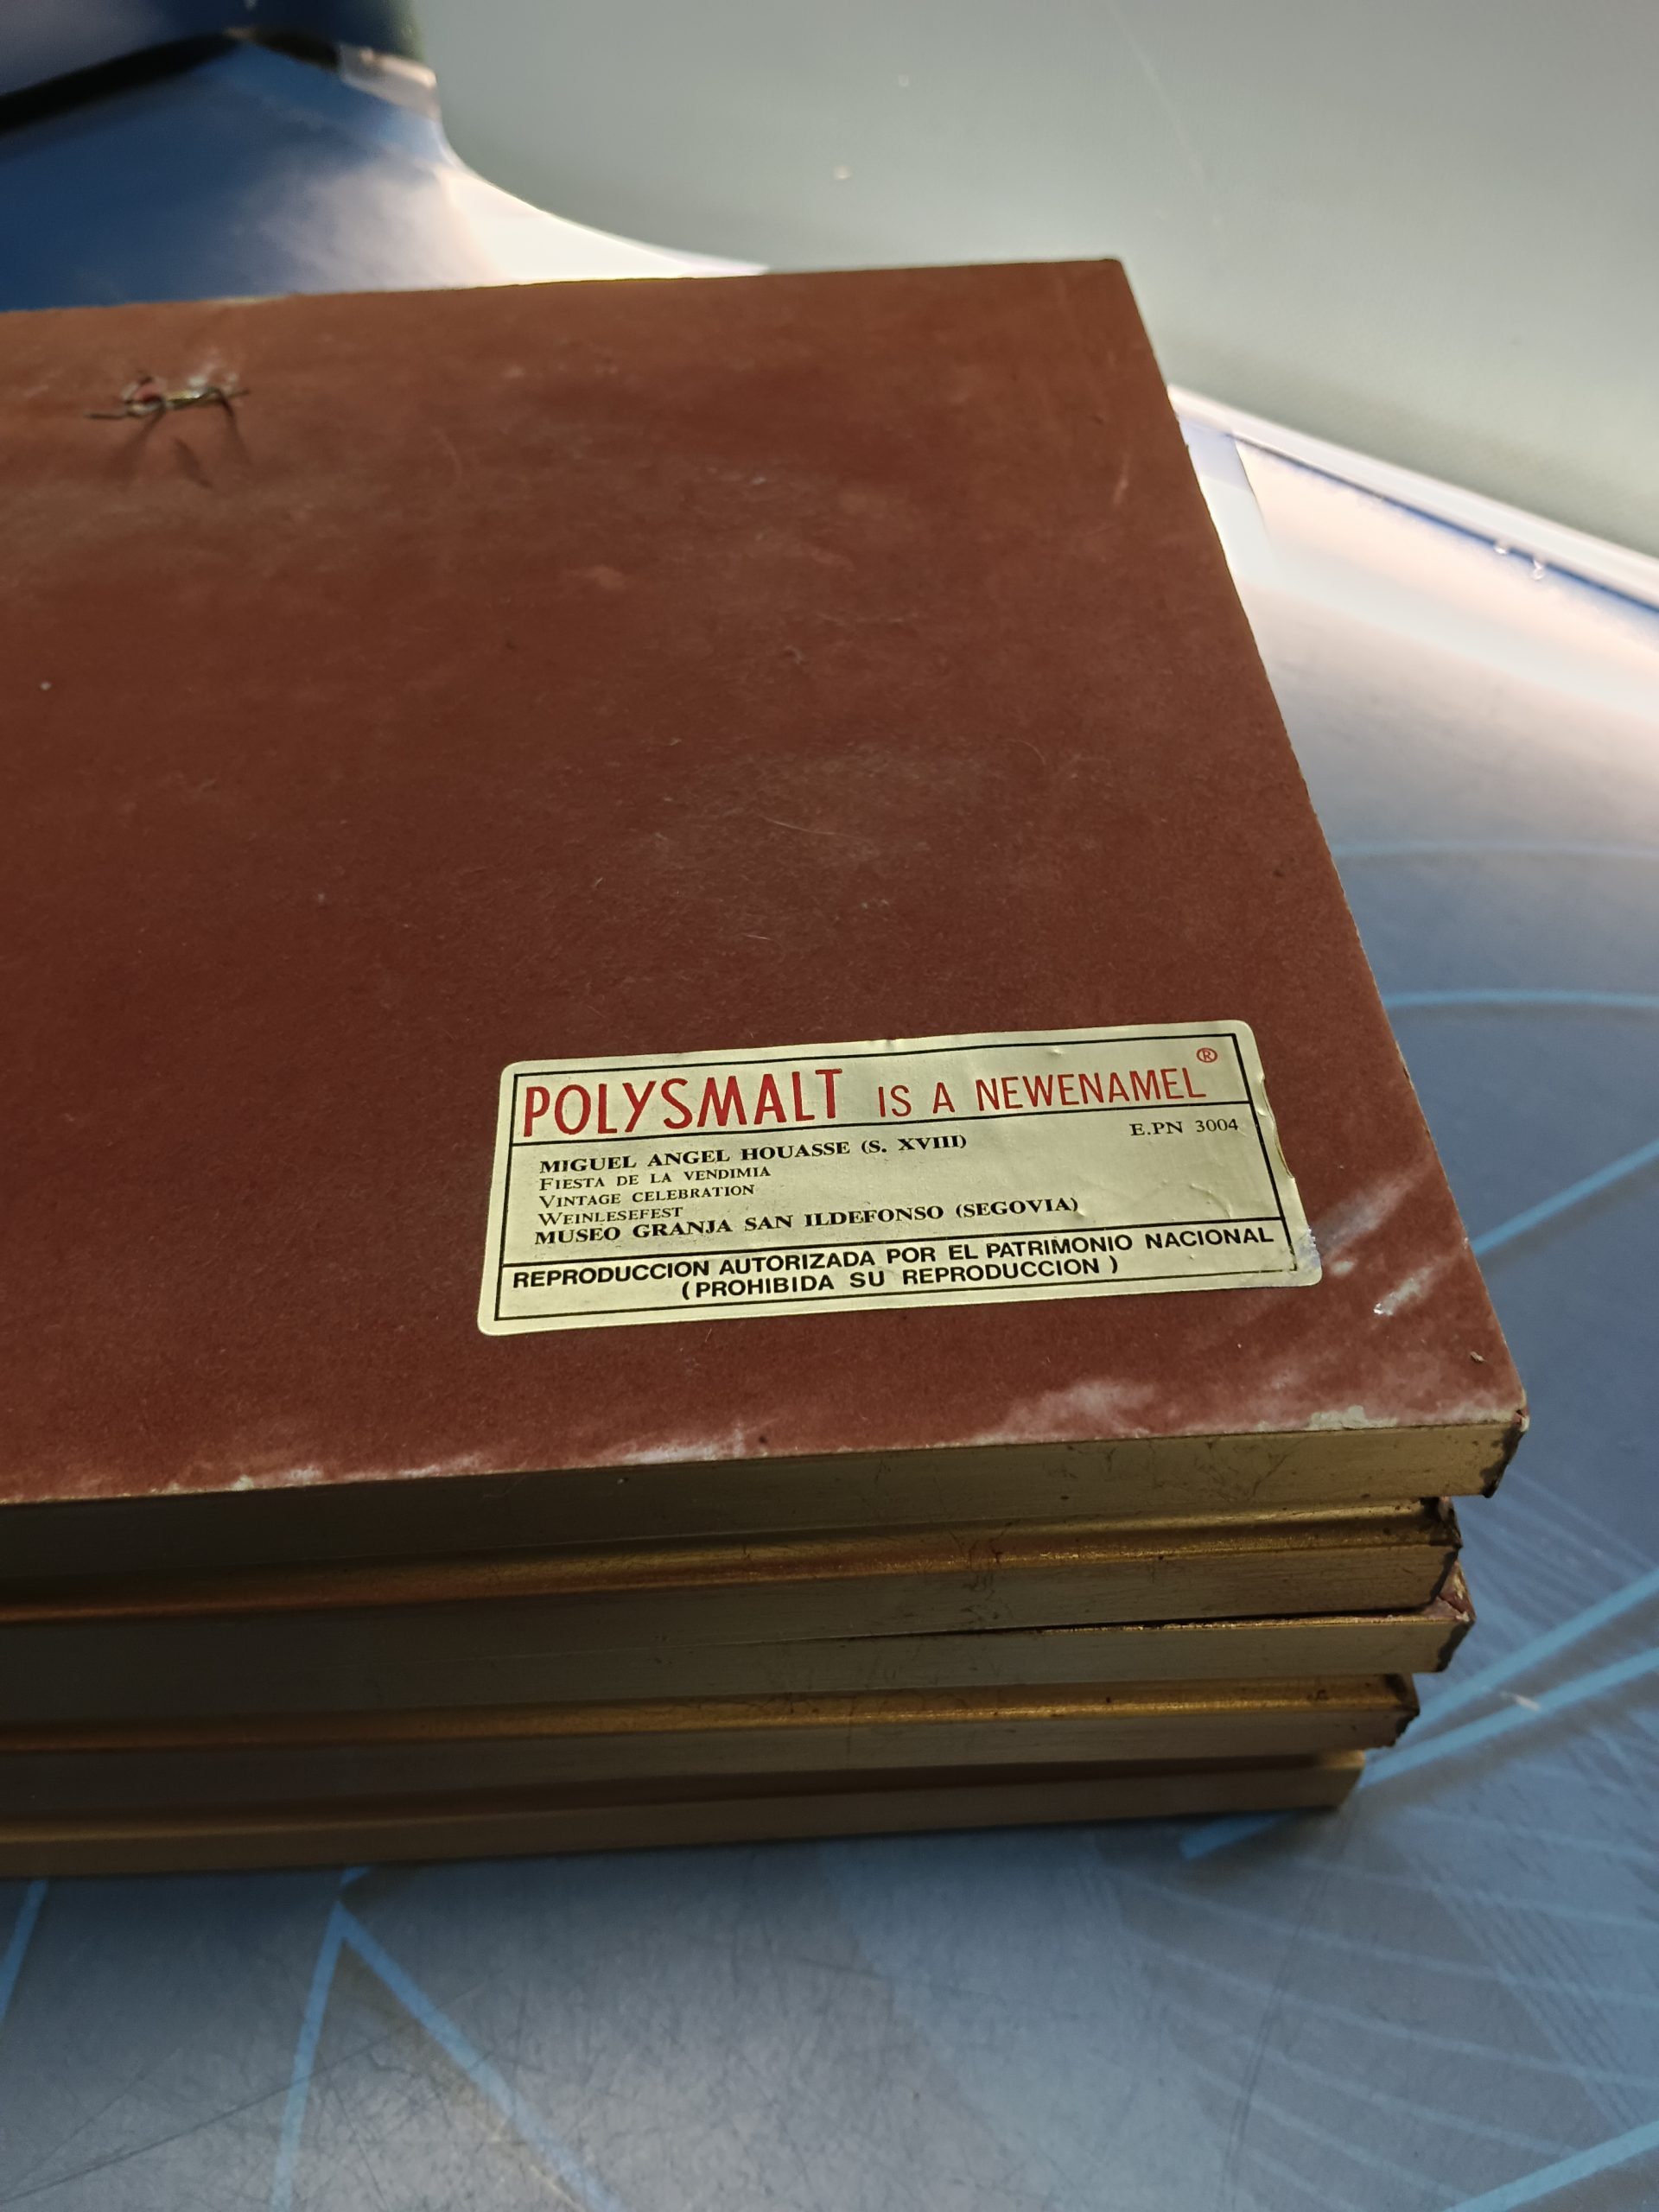 POLYSMALT IS A NEWENAMEL ®
E.PN 3004
MIGUEL ANGEL HOUASSE (S. XVIII)
FIESTA DE LA VENDIMIA
VINTAGE CELEBRATION
WEINLESEFEST
MUSEO GRANJA SAN ILDEFONSO (SEGOVIA)
REPRODUCCION AUTORIZADA POR EL PATRIMONIO NACIONAL
(PROHIBIDA SU REPRODUCCION)